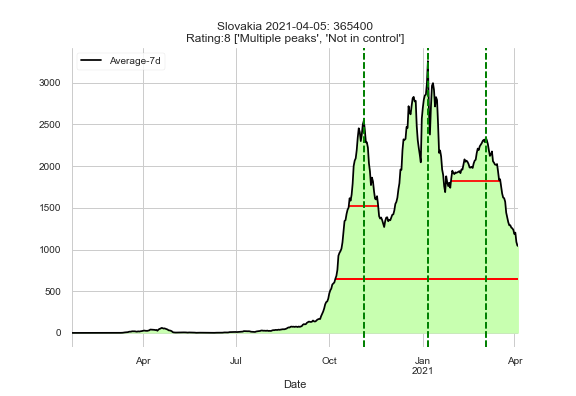 Slovakia 2021-04-05: 365400
Rating:8 ['Multiple peaks', 'Not in control']
Average-7d
3000
2500
2000
1500
1000
500
0
Apr
Jul
Oct
Jan
2021
Apr
Date